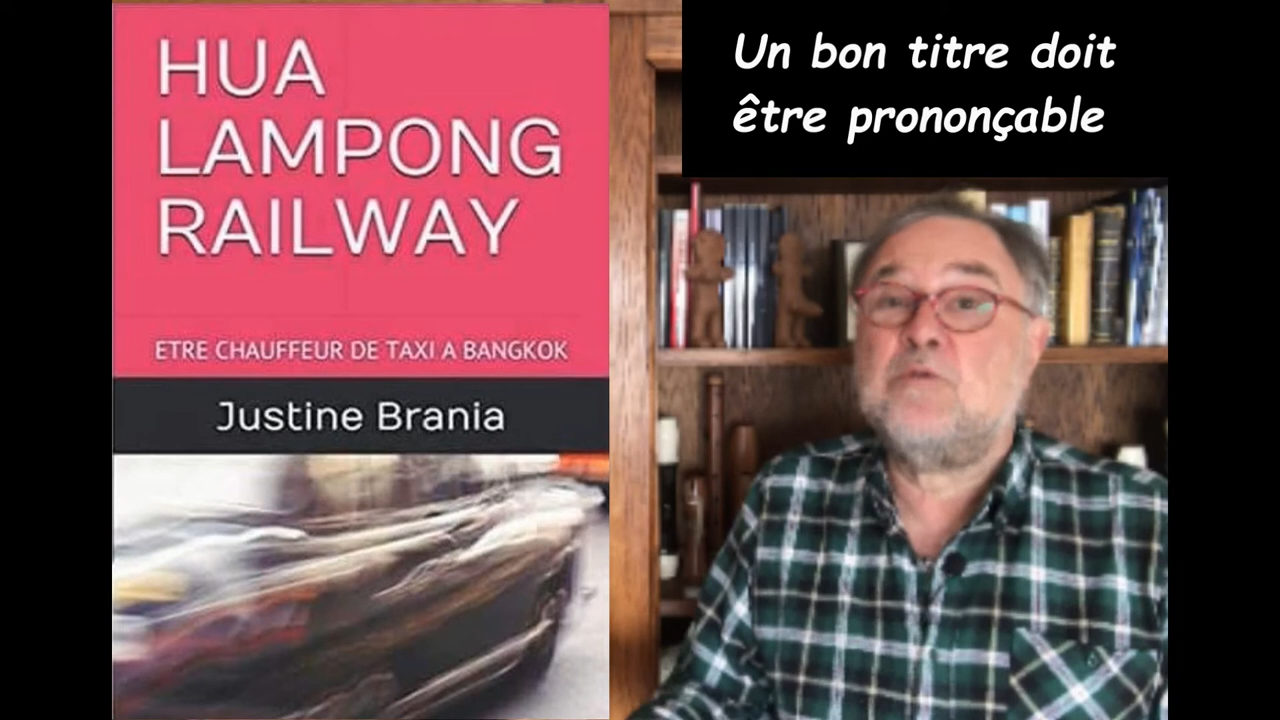 HUA
LAMPONG
RAILWAY
ETRE CHAUFFEUR DE TAXI A BANGKOK
Justine Brania
Un bon titre doit
être prononçable